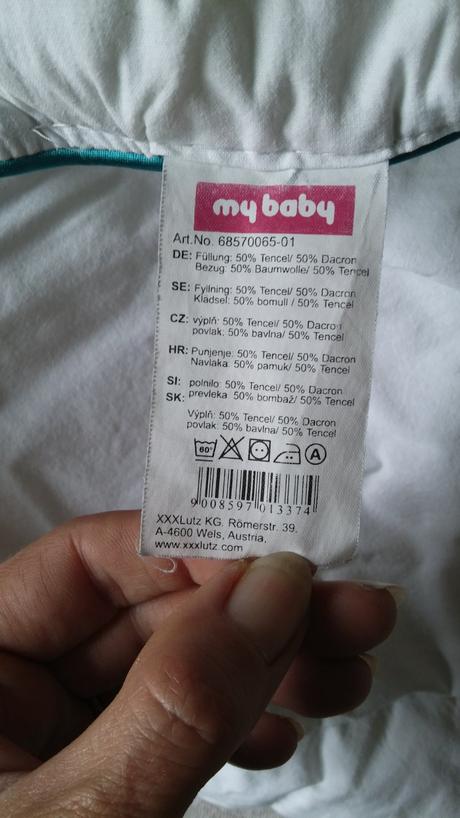 my baby
Art.No. 68570065-01
DE: Füllung: 50% Tencel/ 50% Dacron
Bezug: 50% Baumwolle/ 50% Tencel
SE: Fyllning: 50% Tencel/ 50% Dacron
Klädsel: 50% bomull / 50% Tencel
CZ: výplň: 50% Tencel/ 50% Dacron
povlak: 50% bavlna/ 50% Tencel
HR: Punjenje: 50% Tencel/ 50% Dacron
Navlaka: 50% pamuk/ 50% Tencel
SI: polnilo: 50% Tencel/ 50% Dacron
SK: prevleka 50% bombaž/ 50% Tencel
Výplň: 50% Tencel/ 50% Dacron
povlak: 50% bavlna/ 50% Tencel
60° A
9 008597 013374
XXXLutz KG. Römerstr. 39.
A-4600 Wels, Austria.
www.xxxlutz.com